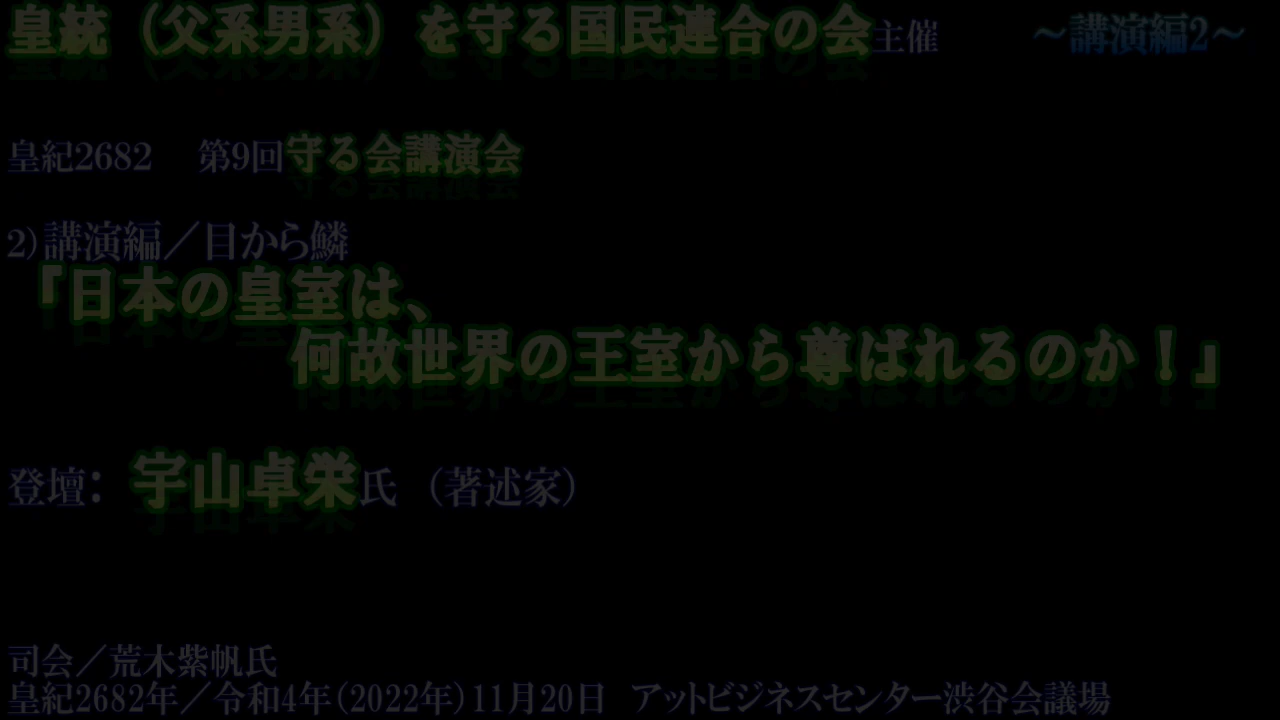 皇統（父系男系）を守る国民連合の会主催　～講演編2～
皇紀2682　第9回守る会講演会
2）講演編／目から鱗
「日本の皇室は、
何故世界の王室から尊ばれるのか！」
登壇：宇山卓栄氏（著述家）
司会／荒木紫帆氏
皇紀2682年／令和4年（2022年）11月20日　アットビジネスセンター渋谷会議場